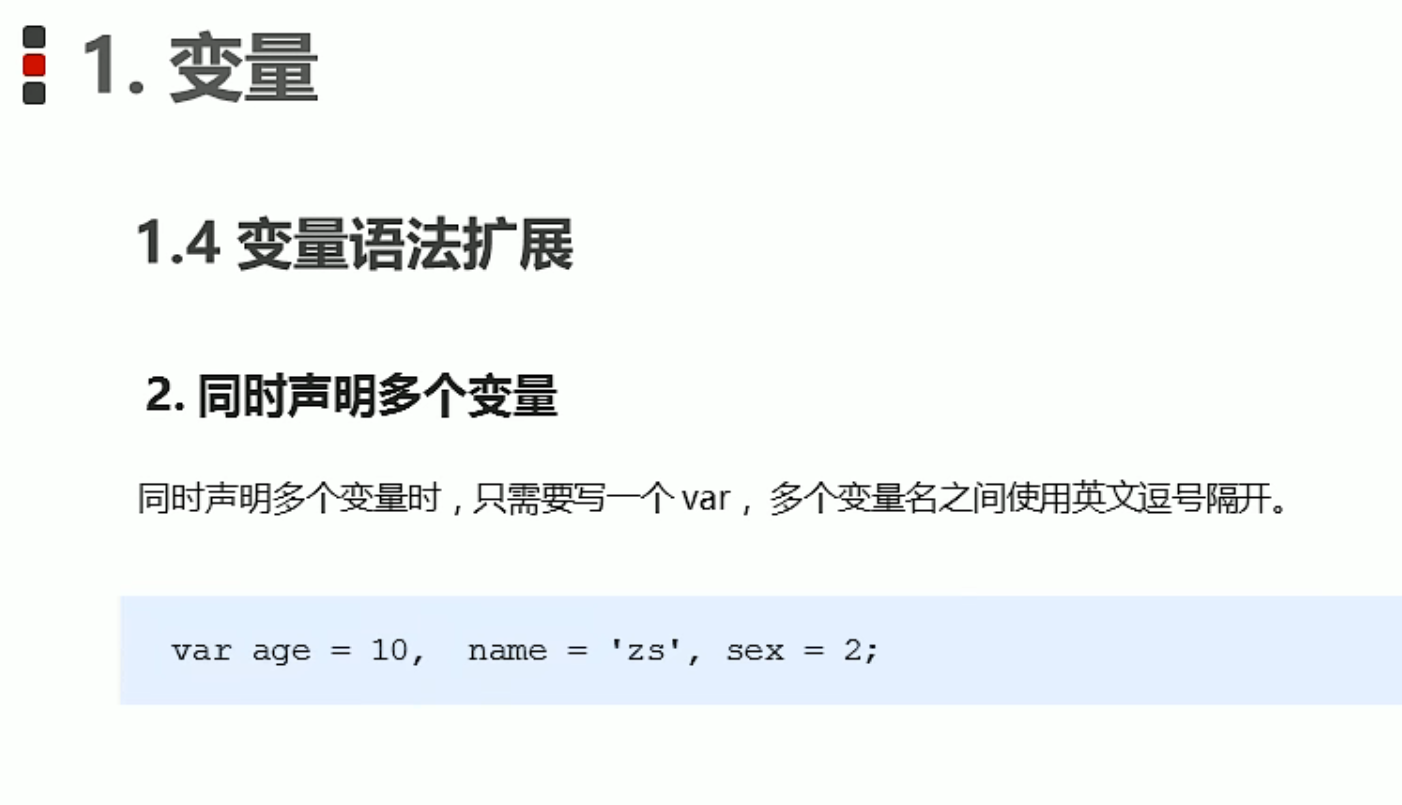 1. 变量
1.4 变量语法扩展
2. 同时声明多个变量
同时声明多个变量时，只需要写一个 var， 多个变量名之间使用英文逗号隔开。
var age = 10,  name = 'zs', sex = 2;